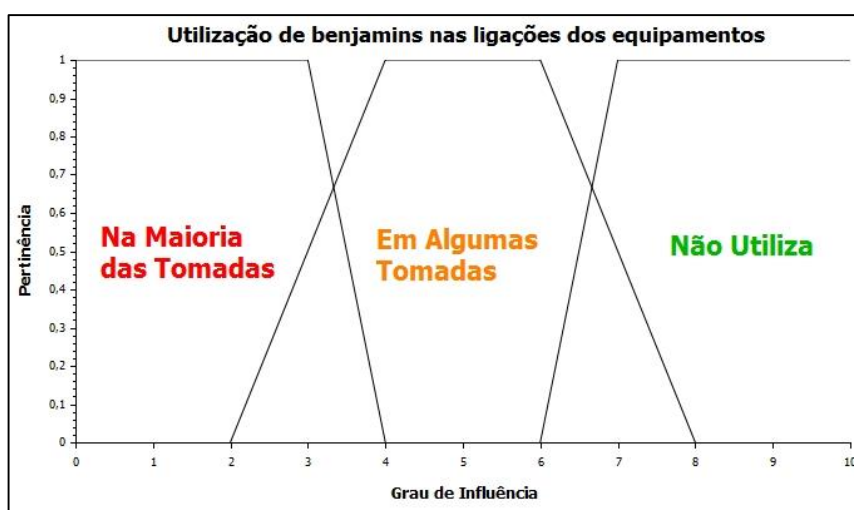 Utilização de benjamins nas ligações dos equipamentos
1
0,9
0,8
0,7
0,6
0,5
0,4
0,3
0,2
0,1
0
Pertinência
Na Maioria
das Tomadas
Em Algumas
Tomadas
Não Utiliza
0 1 2 3 4 5 6 7 8 9 10
Grau de Influência